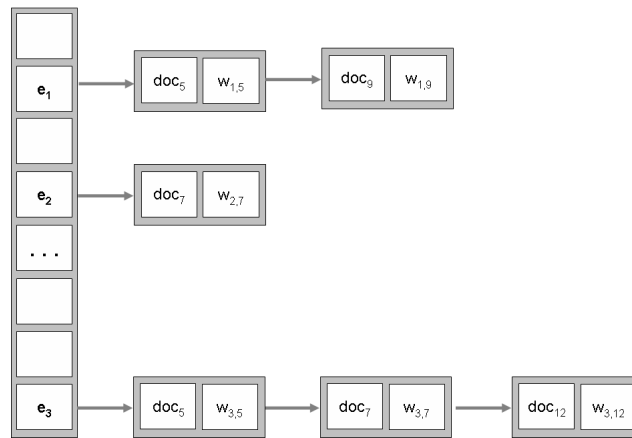 e₁ doc₅ w₁,₅ doc₉ w₁,₉
e₂ doc₇ w₂,₇
...
e₃ doc₅ w₃,₅ doc₇ w₃,₇ doc₁₂ w₃,₁₂